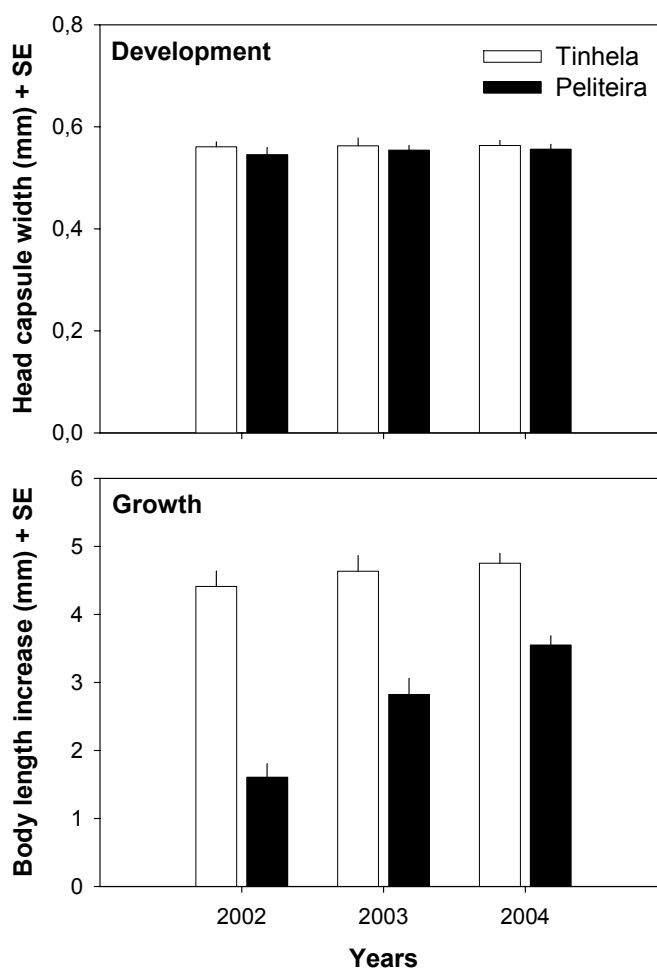 Development
Tinhela
Peliteira
Head capsule width (mm) + SE
0,8
0,6
0,4
0,2
0,0
Growth
Body length increase (mm) + SE
6
5
4
3
2
1
0
2002 2003 2004
Years